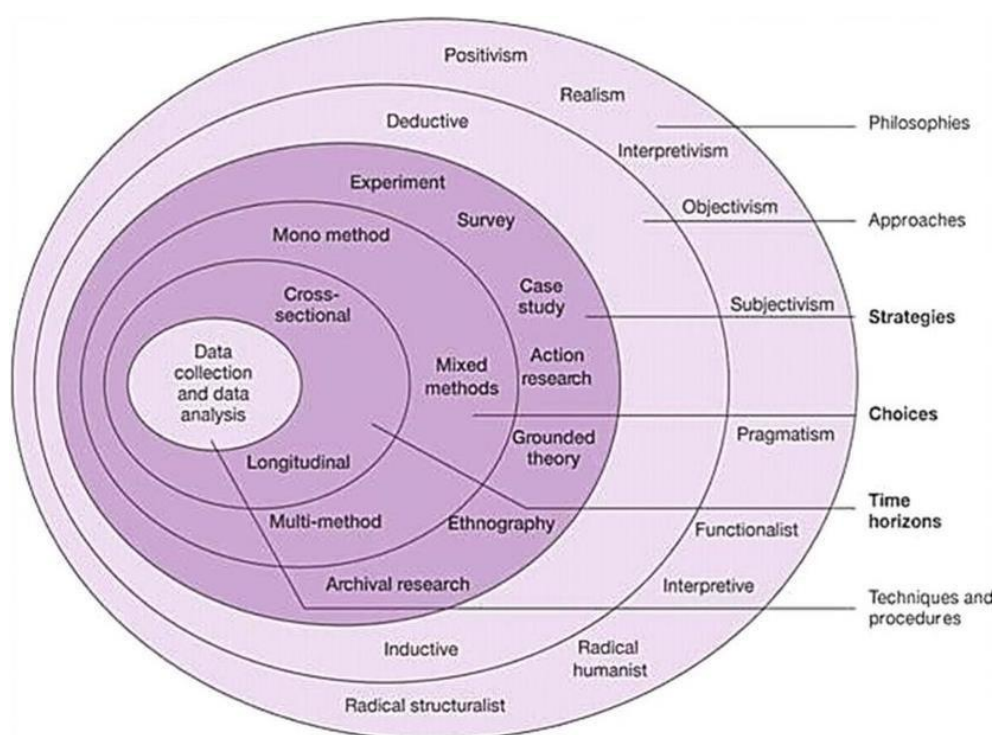 Positivism
Realism
Philosophies
Deductive
Interpretivism
Experiment
Objectivism
Survey
Approaches
Mono method
Case
study
Cross-
sectional
Subjectivism
Strategies
Data
collection
and data
analysis
Mixed
methods
Action
research
Choices
Grounded
theory
Pragmatism
Longitudinal
Time
horizons
Multi-method
Ethnography
Functionalist
Archival research
Interpretive
Techniques and
procedures
Inductive
Radical
humanist
Radical structuralist